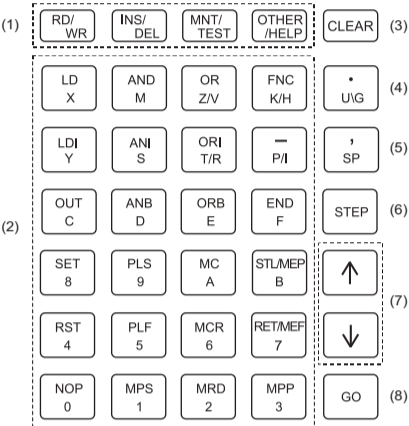 (1) RD/ WR INS/ DEL MNT/ TEST OTHER /HELP CLEAR (3)
LD X AND M OR Z/V FNC K/H • U\G (4)
LDI Y ANI S ORI T/R — P/I , SP (5)
(2) OUT C ANB D ORB E END F STEP (6)
SET 8 PLS 9 MC A STL/MEP B ↑
(7)
RST 4 PLF 5 MCR 6 RET/MEF 7 ↓
NOP 0 MPS 1 MRD 2 MPP 3 GO (8)